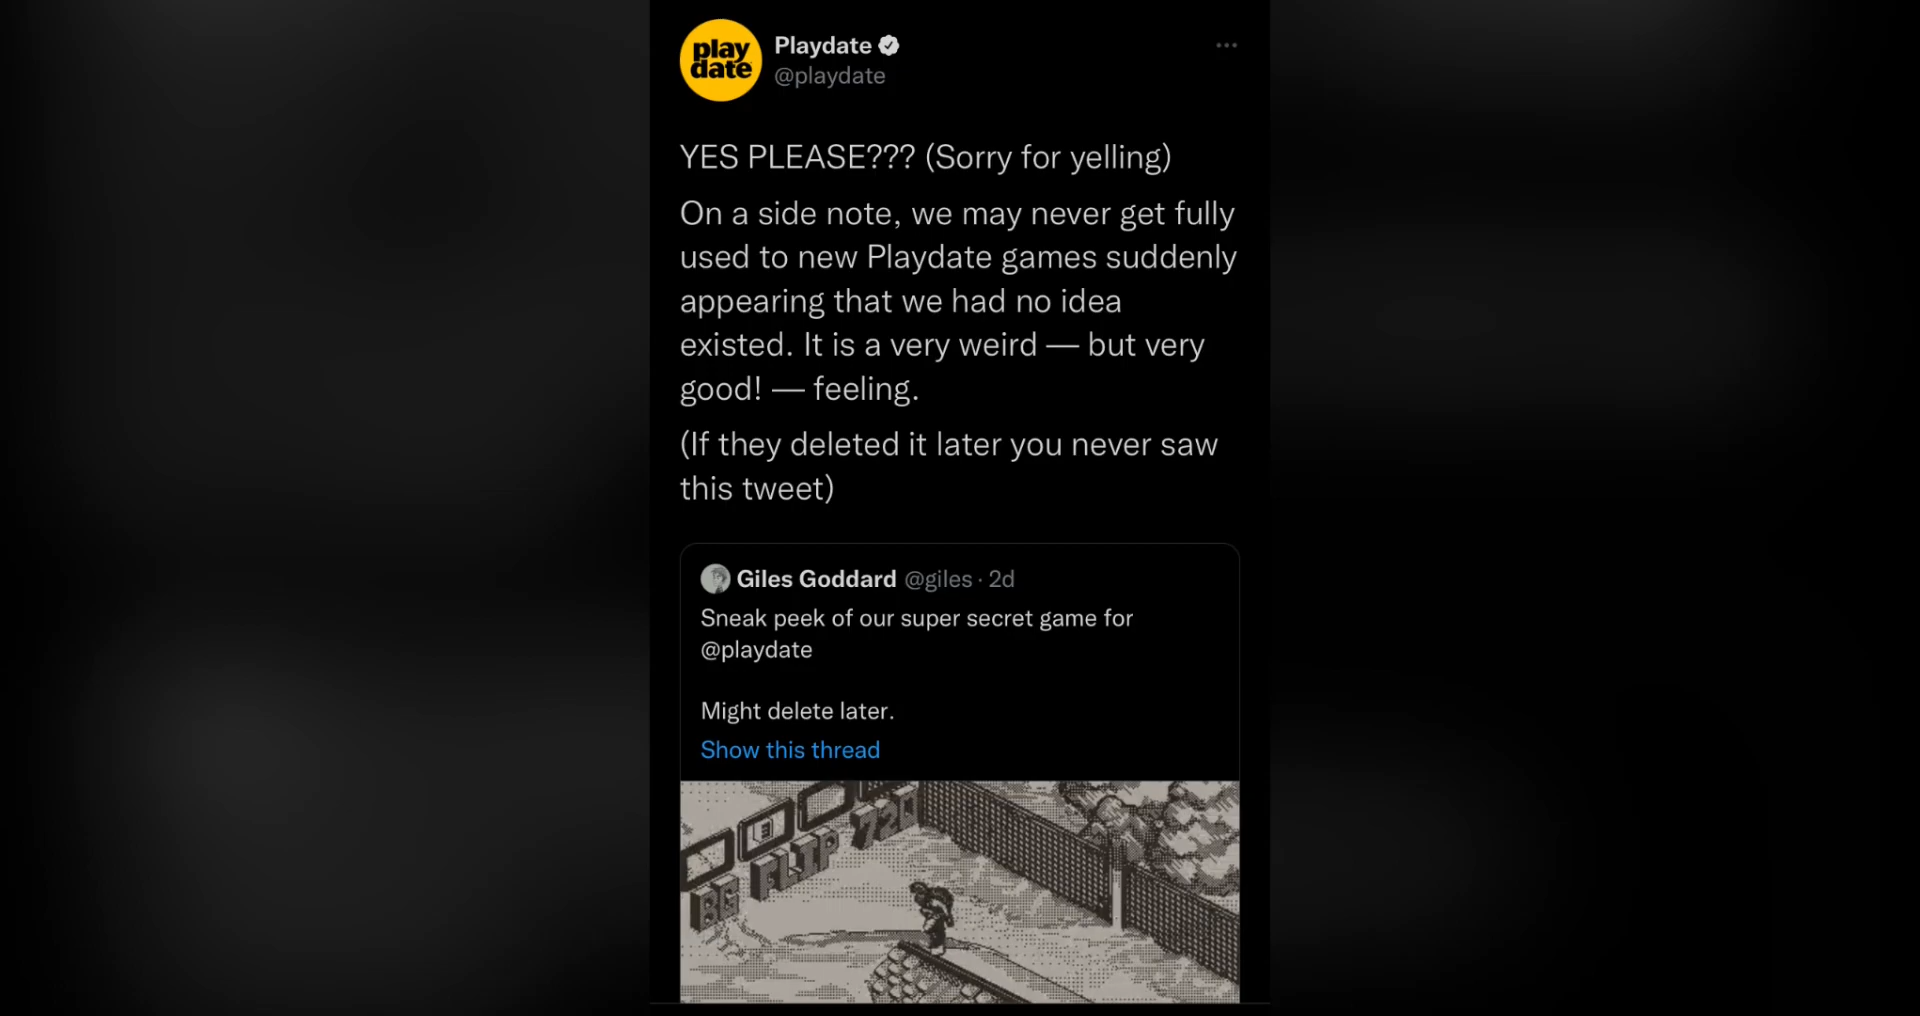 play
date
Playdate
@playdate
YES PLEASE??? (Sorry for yelling)
On a side note, we may never get fully
used to new Playdate games suddenly
appearing that we had no idea
existed. It is a very weird — but very
good! — feeling.
(If they deleted it later you never saw
this tweet)
Giles Goddard @giles · 2d
Sneak peek of our super secret game for
@playdate
Might delete later.
Show this thread
BG FLIP 720